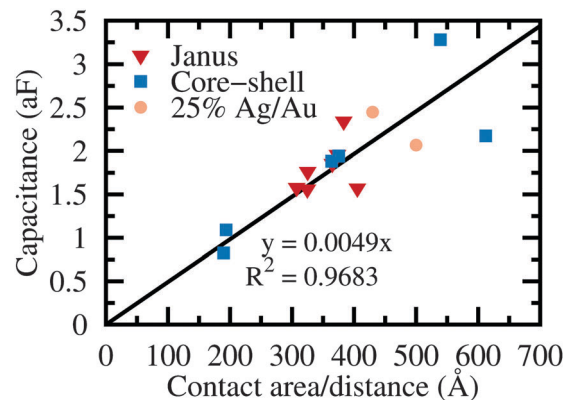 3.5
3
2.5
2
1.5
1
0.5
0
Capacitance (aF)
Janus
Core−shell
25% Ag/Au
y = 0.0049x
R² = 0.9683
0 100 200 300 400 500 600 700
Contact area/distance (Å)